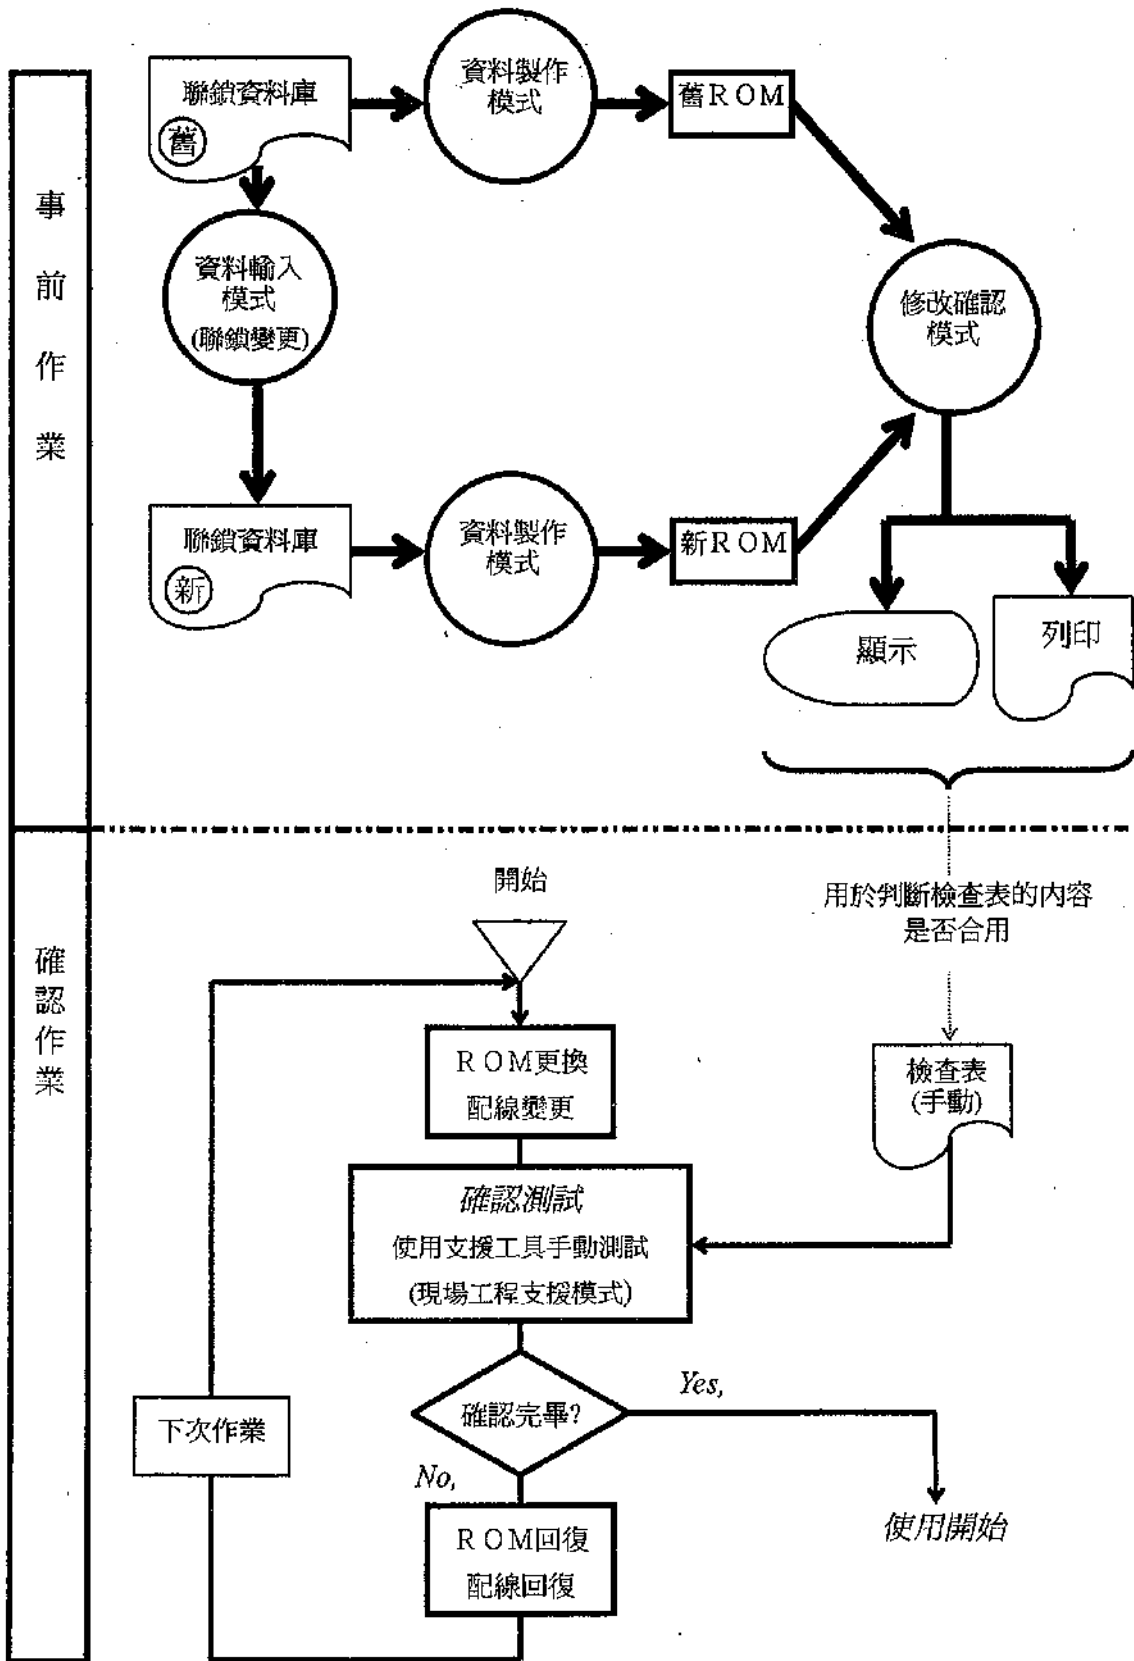 事前作業
聯鎖資料庫
舊
資料製作
模式
舊ROM
資料輸入
模式
(聯鎖變更)
修改確認
模式
聯鎖資料庫
新
資料製作
模式
新ROM
顯示
列印
確認作業
開始
用於判斷檢查表的內容
是否合用
ROM更換
配線變更
檢查表
(手動)
確認測試
使用支援工具手動測試
(現場工程支援模式)
確認完畢?
Yes,
No,
下次作業
ROM回復
配線回復
使用開始